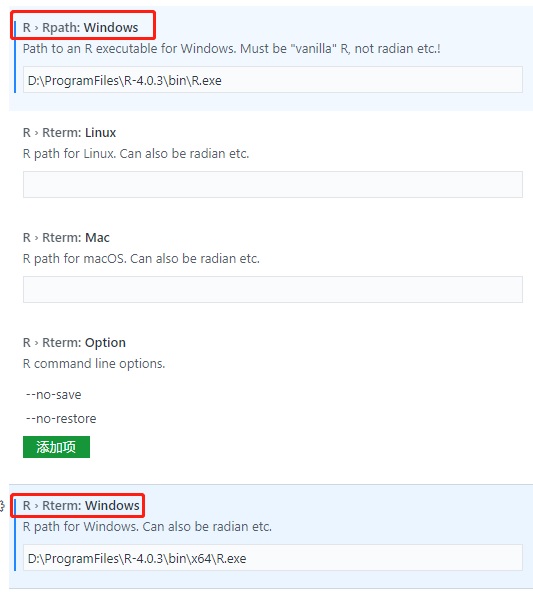 R › Rpath: Windows
Path to an R executable for Windows. Must be "vanilla" R, not radian etc.!
D:\ProgramFiles\R-4.0.3\bin\R.exe
R › Rterm: Linux
R path for Linux. Can also be radian etc.
R › Rterm: Mac
R path for macOS. Can also be radian etc.
R › Rterm: Option
R command line options.
--no-save
--no-restore
添加项
R › Rterm: Windows
R path for Windows. Can also be radian etc.
D:\ProgramFiles\R-4.0.3\bin\x64\R.exe